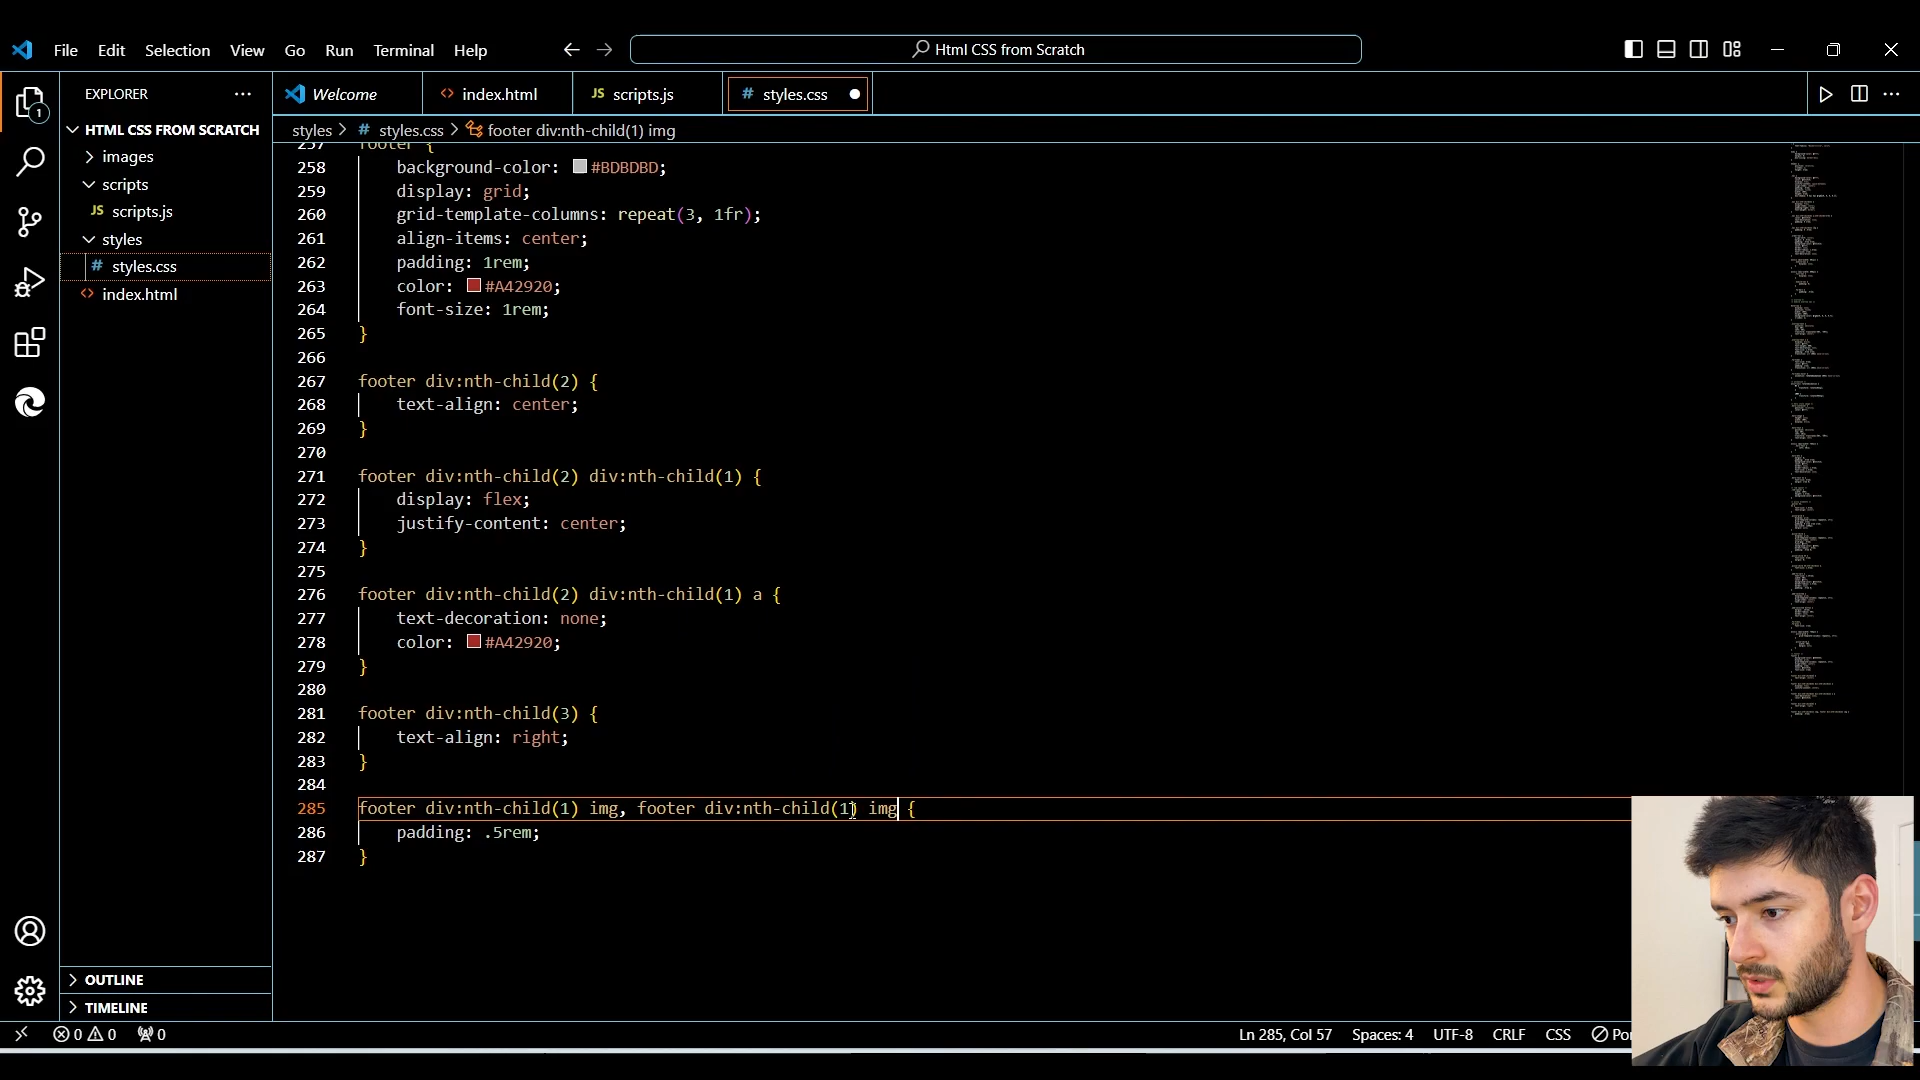 File Edit Selection View Go Run Terminal Help
Html CSS from Scratch
1
EXPLORER
HTML CSS FROM SCRATCH
images
scripts
JS scripts.js
styles
# styles.css
<> index.html
OUTLINE
TIMELINE
Welcome
<> index.html
JS scripts.js
# styles.css
styles > # styles.css > footer div:nth-child(1) img
257 footer {
258 background-color: #BDBDBD;
259 display: grid;
260 grid-template-columns: repeat(3, 1fr);
261 align-items: center;
262 padding: 1rem;
263 color: #A42920;
264 font-size: 1rem;
265 }
266
267 footer div:nth-child(2) {
268 text-align: center;
269 }
270
271 footer div:nth-child(2) div:nth-child(1) {
272 display: flex;
273 justify-content: center;
274 }
275
276 footer div:nth-child(2) div:nth-child(1) a {
277 text-decoration: none;
278 color: #A42920;
279 }
280
281 footer div:nth-child(3) {
282 text-align: right;
283 }
284
285 footer div:nth-child(1) img, footer div:nth-child(1) img {
286 padding: .5rem;
287 }
0 0 0
Ln 285, Col 57 Spaces: 4 UTF-8 CRLF CSS